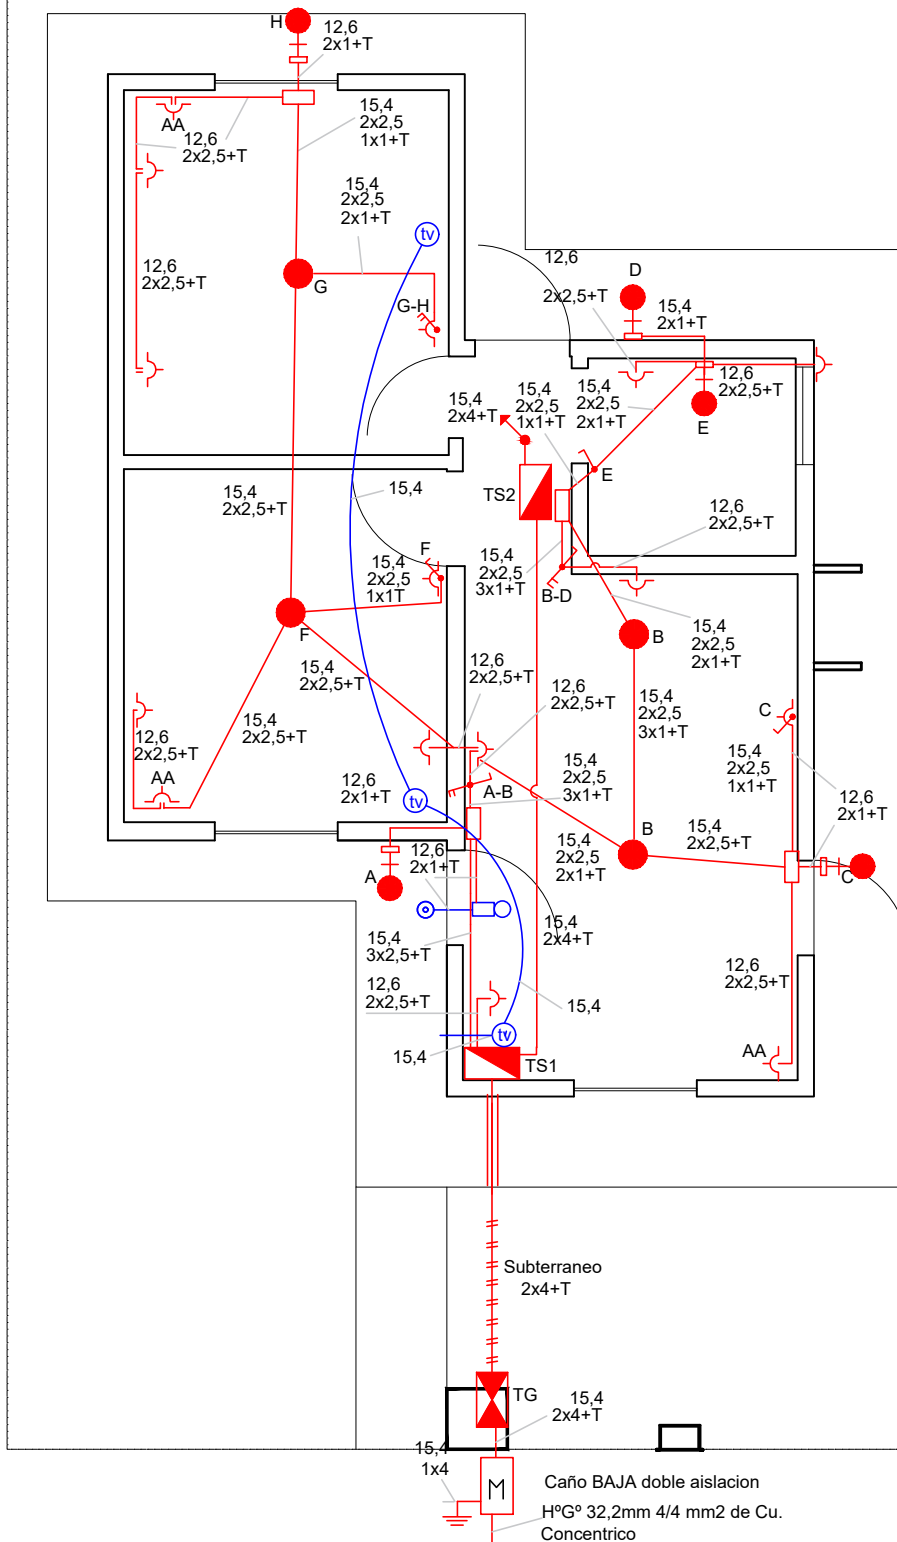 H
12,6
2x1+T
15,4
2x2,5
1x1+T
AA
12,6
2x2,5+T
15,4
2x2,5
2x1+T
tv
12,6
2x2,5+T
G
G-H
12,6
2x2,5+T
D
15,4
2x1+T
12,6
2x2,5+T
E
15,4
2x4+T
15,4
2x2,5
1x1+T
15,4
2x2,5
2x1+T
E
TS2
15,4
2x2,5+T
15,4
12,6
2x2,5+T
F
15,4
2x2,5
1x1T
15,4
2x2,5
3x1+T
B-D
F
B
15,4
2x2,5
2x1+T
15,4
2x2,5+T
12,6
2x2,5+T
12,6
2x2,5+T
15,4
2x2,5
3x1+T
C
15,4
2x2,5+T
12,6
2x2,5+T
AA
15,4
2x2,5
1x1+T
12,6
2x1+T
tv
A-B
15,4
2x2,5
3x1+T
12,6
2x1+T
B
15,4
2x2,5+T
15,4
2x2,5
2x1+T
12,6
2x1+T
A
C
15,4
3x2,5+T
15,4
2x4+T
12,6
2x2,5+T
12,6
2x2,5+T
15,4
tv
15,4
TS1
AA
Subterraneo
2x4+T
TG
15,4
2x4+T
15,4
1x4
M
Caño BAJA doble aislacion
HºGº 32,2mm 4/4 mm2 de Cu.
Concentrico